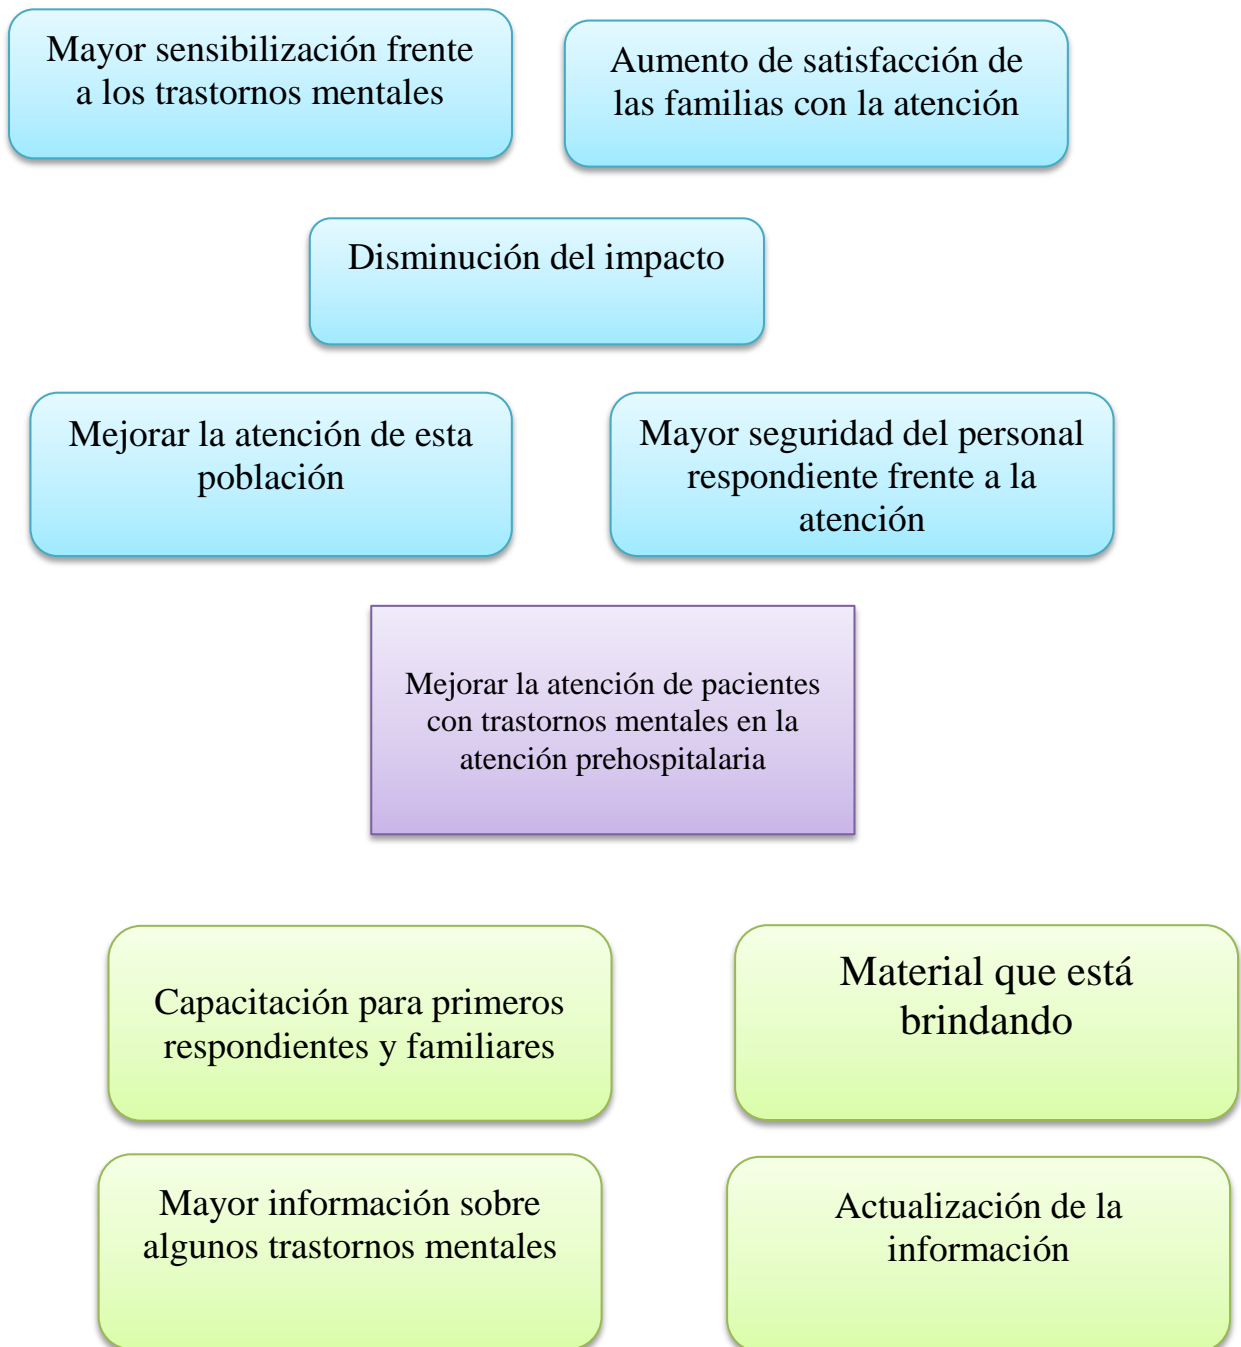 Mayor sensibilización frente
a los trastornos mentales
Aumento de satisfacción de
las familias con la atención
Disminución del impacto
Mejorar la atención de esta
población
Mayor seguridad del personal
respondiente frente a la
atención
Mejorar la atención de pacientes
con trastornos mentales en la
atención prehospitalaria
Capacitación para primeros
respondientes y familiares
Material que está
brindando
Mayor información sobre
algunos trastornos mentales
Actualización de la
información